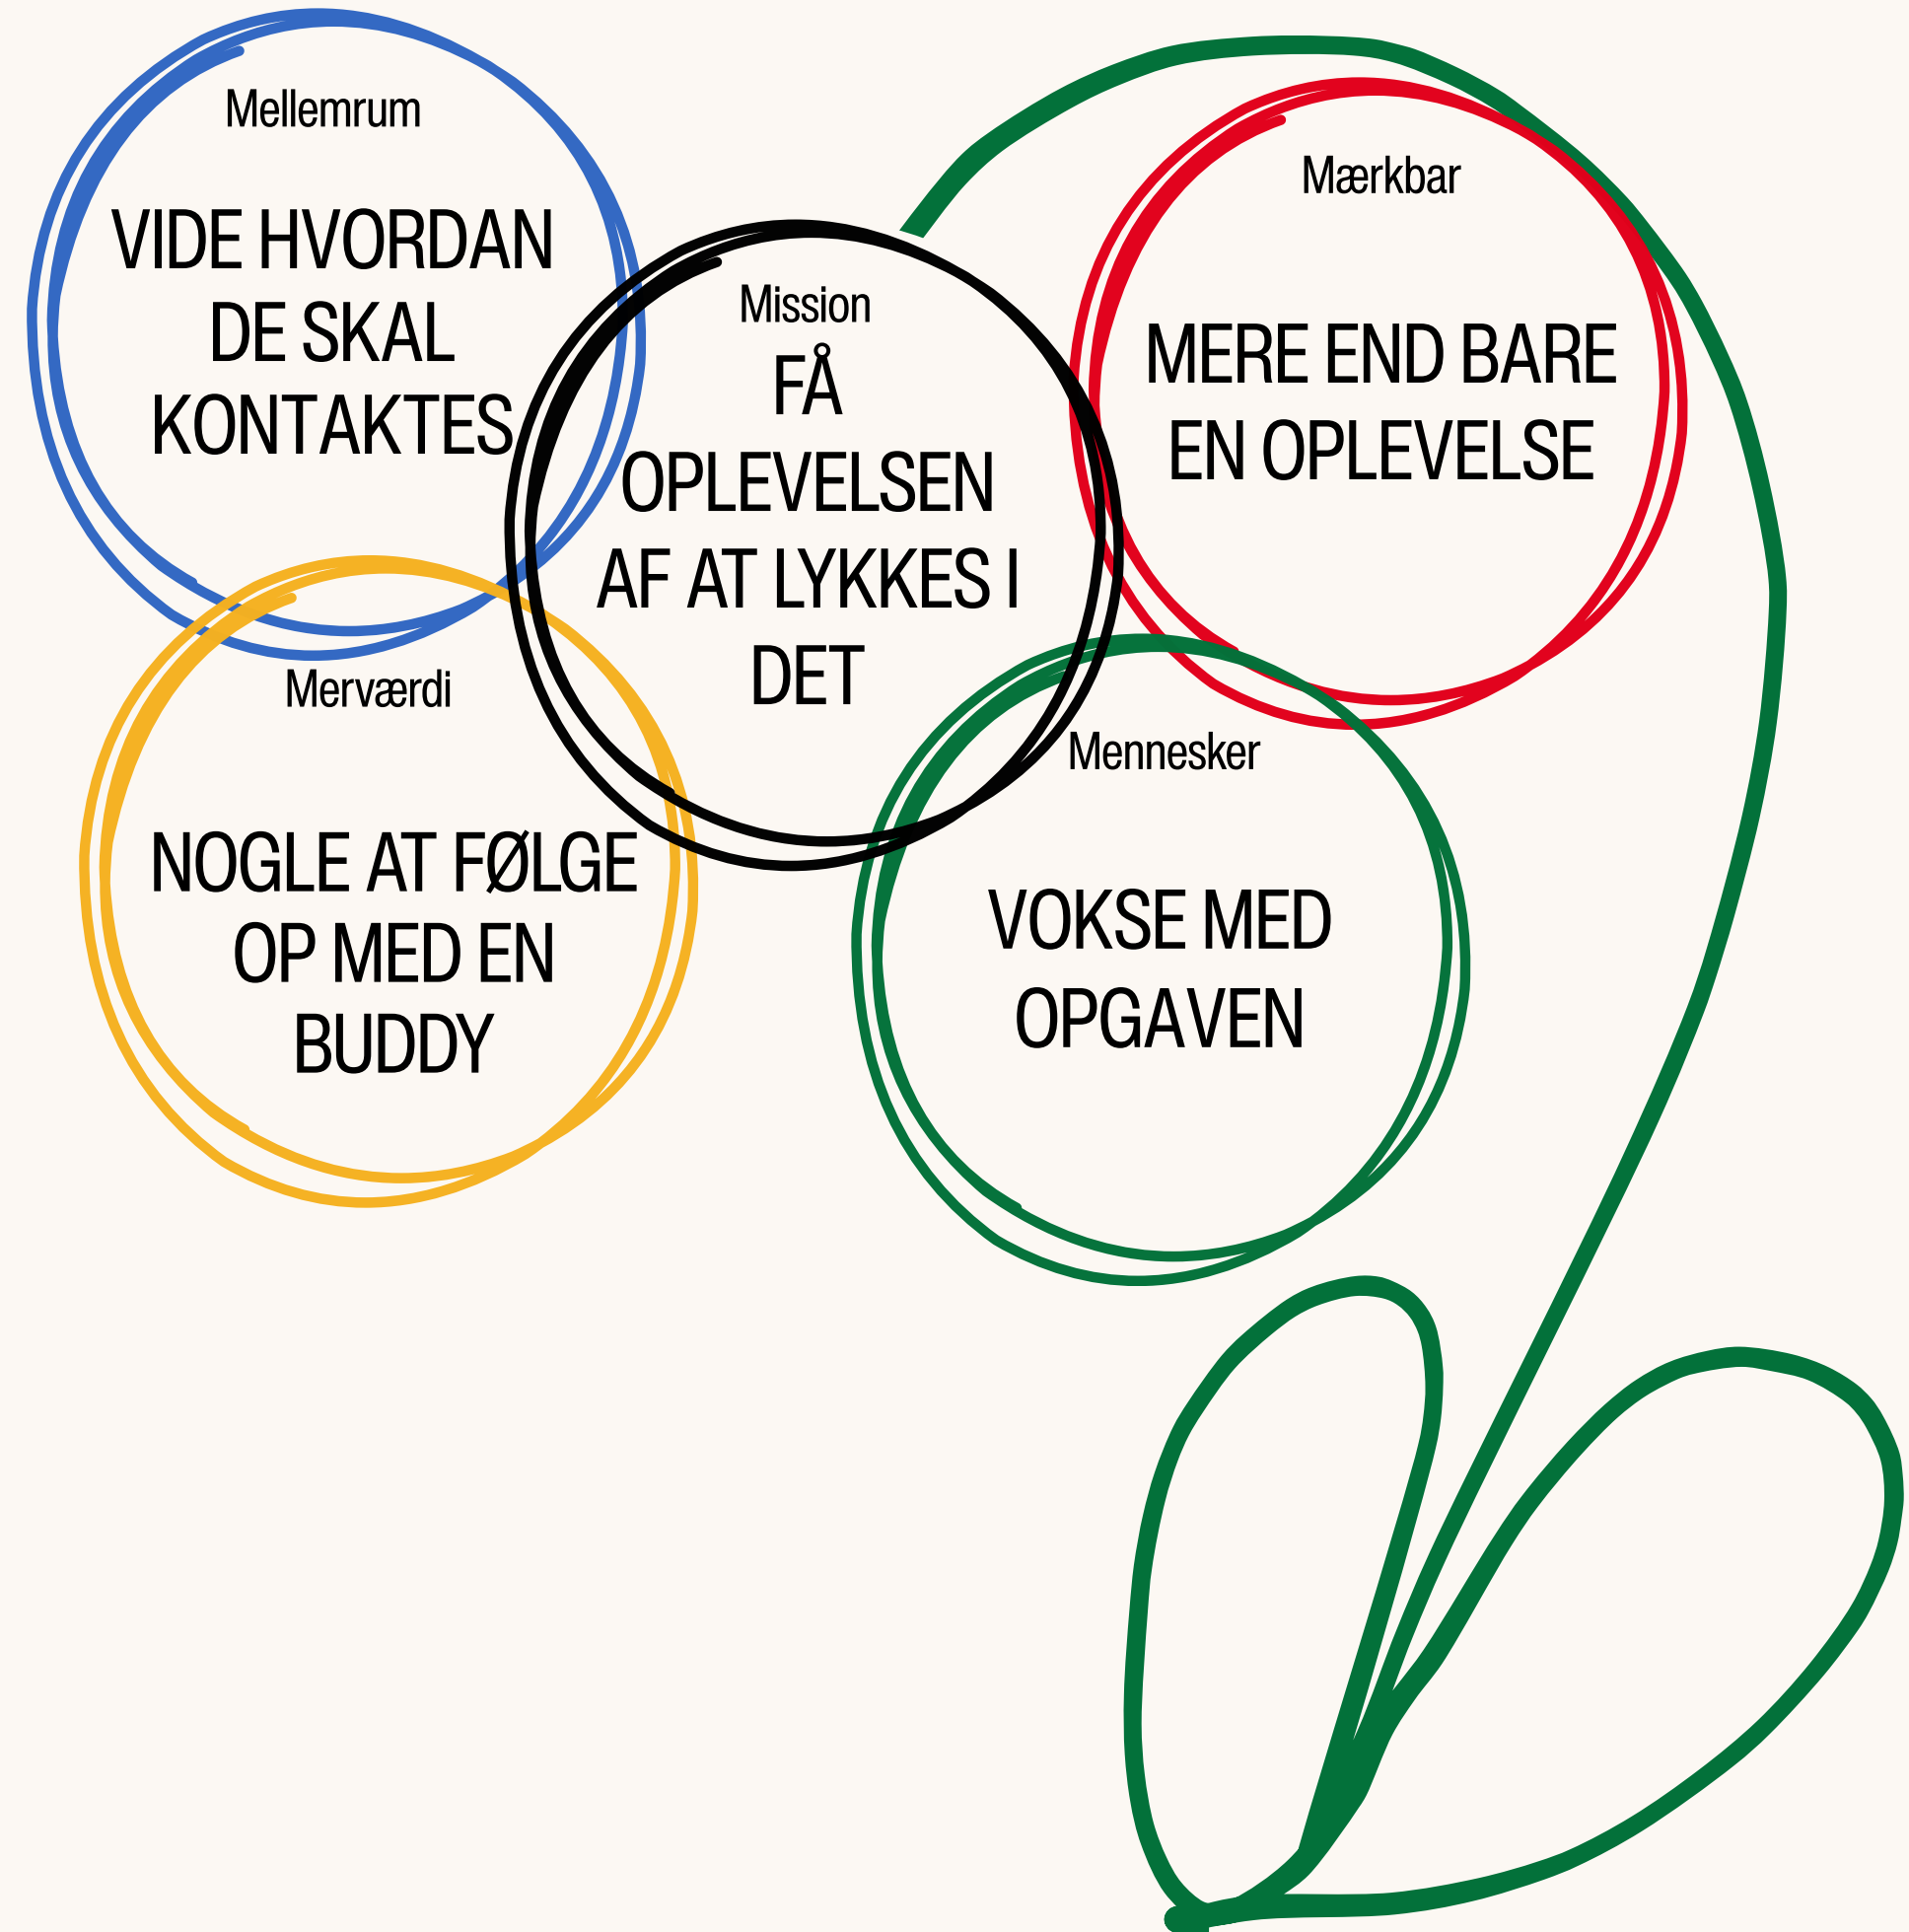 Mellemrum
VIDE HVORDAN
DE SKAL
KONTAKTES
Mission
FÅ
OPLEVELSEN
AF AT LYKKES I
DET
Mærkbar
MERE END BARE
EN OPLEVELSE
Merværdi
NOGLE AT FØLGE
OP MED EN
BUDDY
Mennesker
VOKSE MED
OPGAVEN